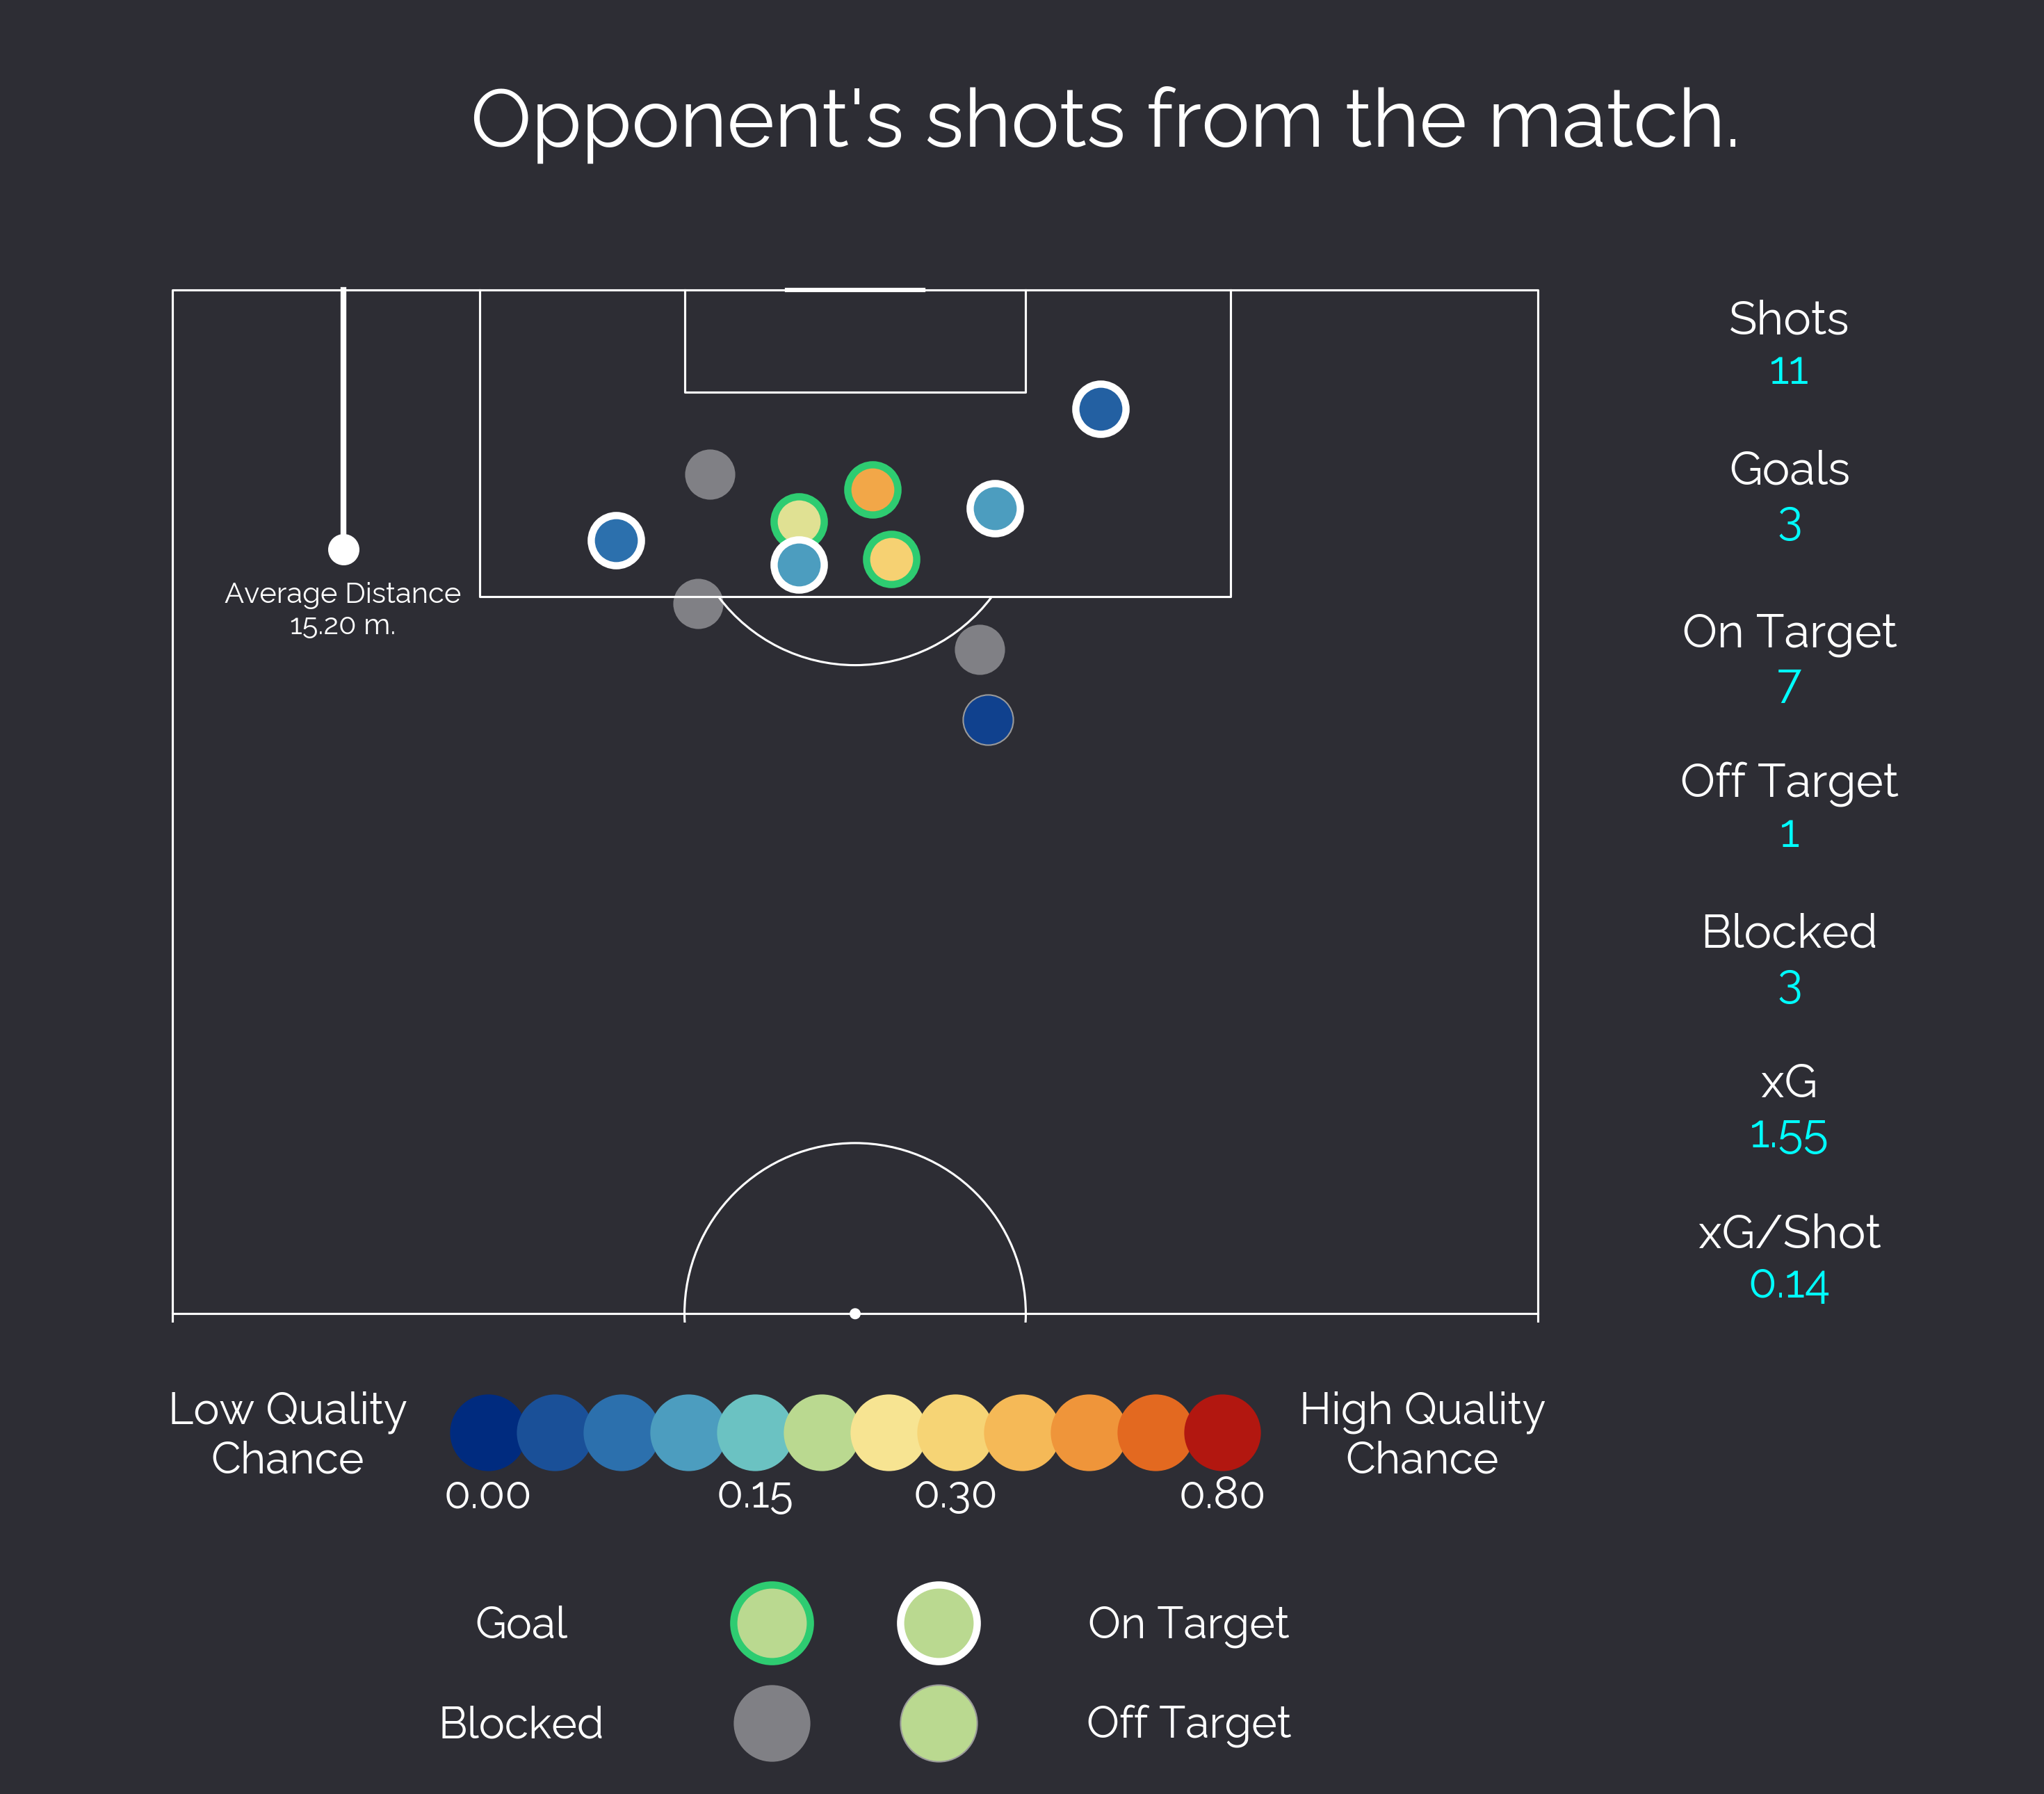 Opponent's shots from the match.
Average Distance
15.20 m.
Shots
11
Goals
3
On Target
7
Off Target
1
Blocked
3
xG
1.55
xG/Shot
0.14
Low Quality
Chance
High Quality
Chance
0.00
0.15
0.30
0.80
Goal
On Target
Blocked
Off Target